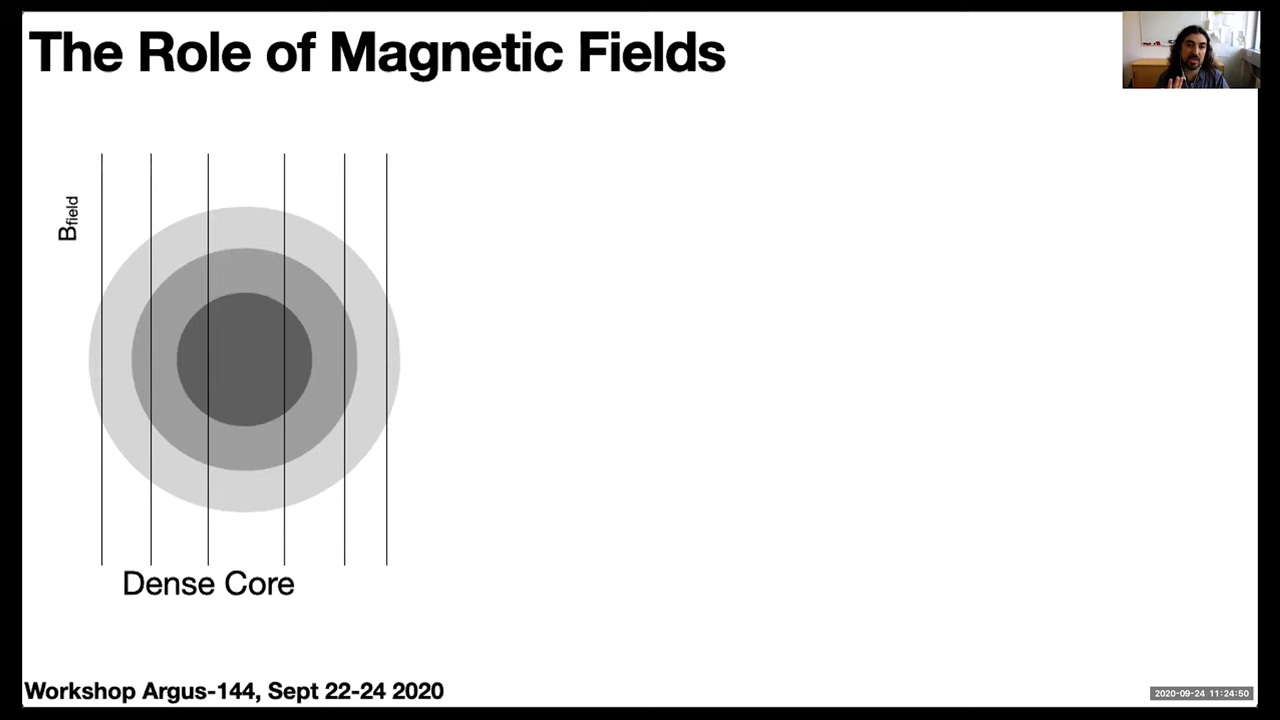 The Role of Magnetic Fields
Bfield
Dense Core
Workshop Argus-144, Sept 22-24 2020
2020-09-24 11:24:50